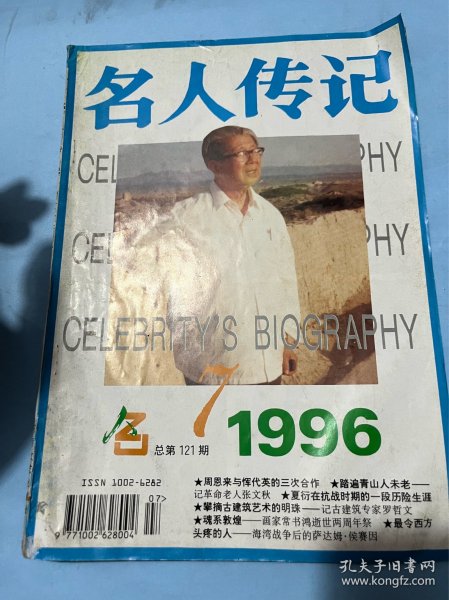 名人传记
CELEBRITY'S BIOGRAPHY
7
1996
总第121期
ISSN 1002-6282
07>
9 771002 628004
★周恩来与恽代英的三次合作 ★踏遍青山人未老——
记革命老人张文秋 ★夏衍在抗战时期的一段历险生涯
★攀摘古建筑艺术的明珠——记古建筑专家罗哲文
★魂系敦煌——画家常书鸿逝世两周年祭 ★最令西方
头疼的人——海湾战争后的萨达姆·侯赛因
孔夫子旧书网
www.kongfz.com